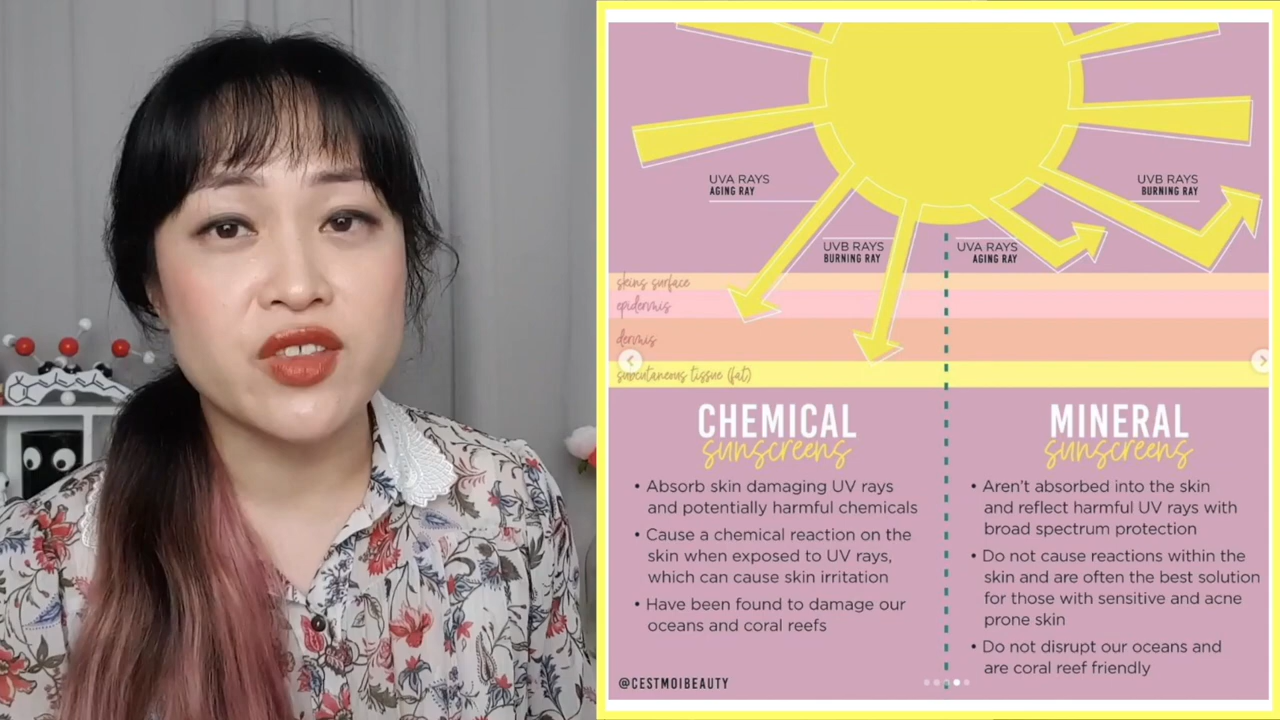 UVA RAYS
AGING RAY
UVB RAYS
BURNING RAY
UVB RAYS
BURNING RAY
UVA RAYS
AGING RAY
skins surface
epidermis
dermis
subcutaneous tissue (fat)
CHEMICAL
sunscreens
• Absorb skin damaging UV rays
and potentially harmful chemicals
• Cause a chemical reaction on the
skin when exposed to UV rays,
which can cause skin irritation
• Have been found to damage our
oceans and coral reefs
MINERAL
sunscreens
• Aren't absorbed into the skin
and reflect harmful UV rays with
broad spectrum protection
• Do not cause reactions within the
skin and are often the best solution
for those with sensitive and acne
prone skin
• Do not disrupt our oceans and
are coral reef friendly
@CESTMOIBEAUTY